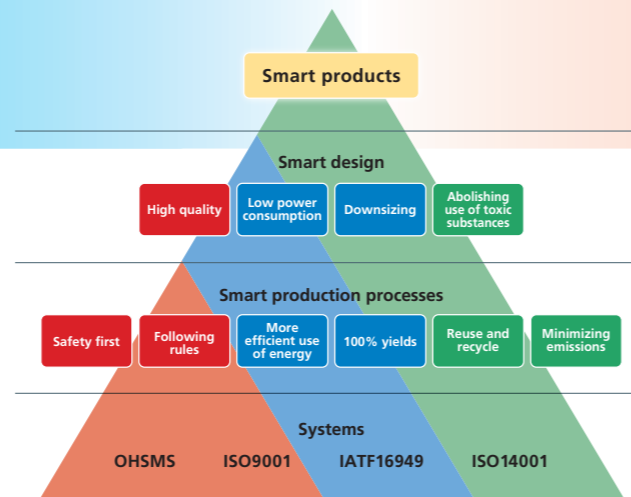 Smart products
Smart design
High quality
Low power
consumption
Downsizing
Abolishing
use of toxic
substances
Smart production processes
Safety first
Following
rules
More
efficient use
of energy
100% yields
Reuse and
recycle
Minimizing
emissions
Systems
OHSMS
ISO9001
IATF16949
ISO14001